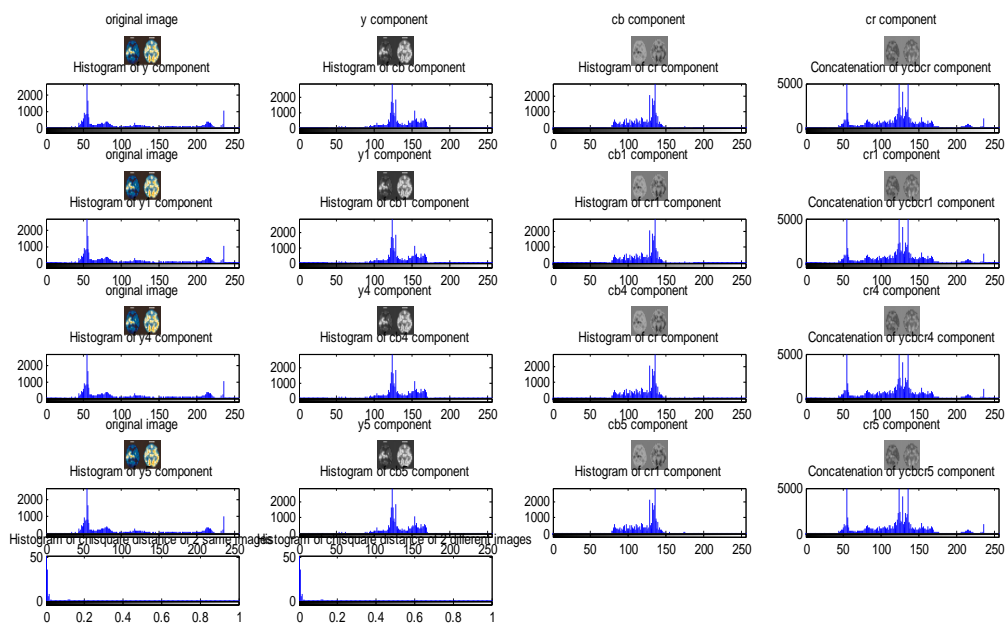 original image y component cb component cr component
Histogram of y component Histogram of cb component Histogram of cr component Concatenation of ycbcr component
2000 1000 0 2000 1000 0 2000 1000 0 5000 0
0 50 100 150 200 250 0 50 100 150 200 250 0 50 100 150 200 250 0 50 100 150 200 250
original image y1 component cb1 component cr1 component
Histogram of y1 component Histogram of cb1 component Histogram of cr1 component Concatenation of ycbcr1 component
2000 1000 0 2000 1000 0 2000 1000 0 5000 0
0 50 100 150 200 250 0 50 100 150 200 250 0 50 100 150 200 250 0 50 100 150 200 250
original image y4 component cb4 component cr4 component
Histogram of y4 component Histogram of cb4 component Histogram of cr component Concatenation of ycbcr4 component
2000 1000 0 2000 1000 0 2000 1000 0 5000 0
0 50 100 150 200 250 0 50 100 150 200 250 0 50 100 150 200 250 0 50 100 150 200 250
original image y5 component cb5 component cr5 component
Histogram of y5 component Histogram of cb5 component Histogram of cr1 component Concatenation of ycbcr5 component
2000 1000 0 2000 1000 0 2000 1000 0 5000 0
0 50 100 150 200 250 0 50 100 150 200 250 0 50 100 150 200 250 0 50 100 150 200 250
Histogram of chisquare distance of 2 Same images Histogram of chisquare distance of 2 different images
50 0 50 0
0 0.2 0.4 0.6 0.8 1 0 0.2 0.4 0.6 0.8 1